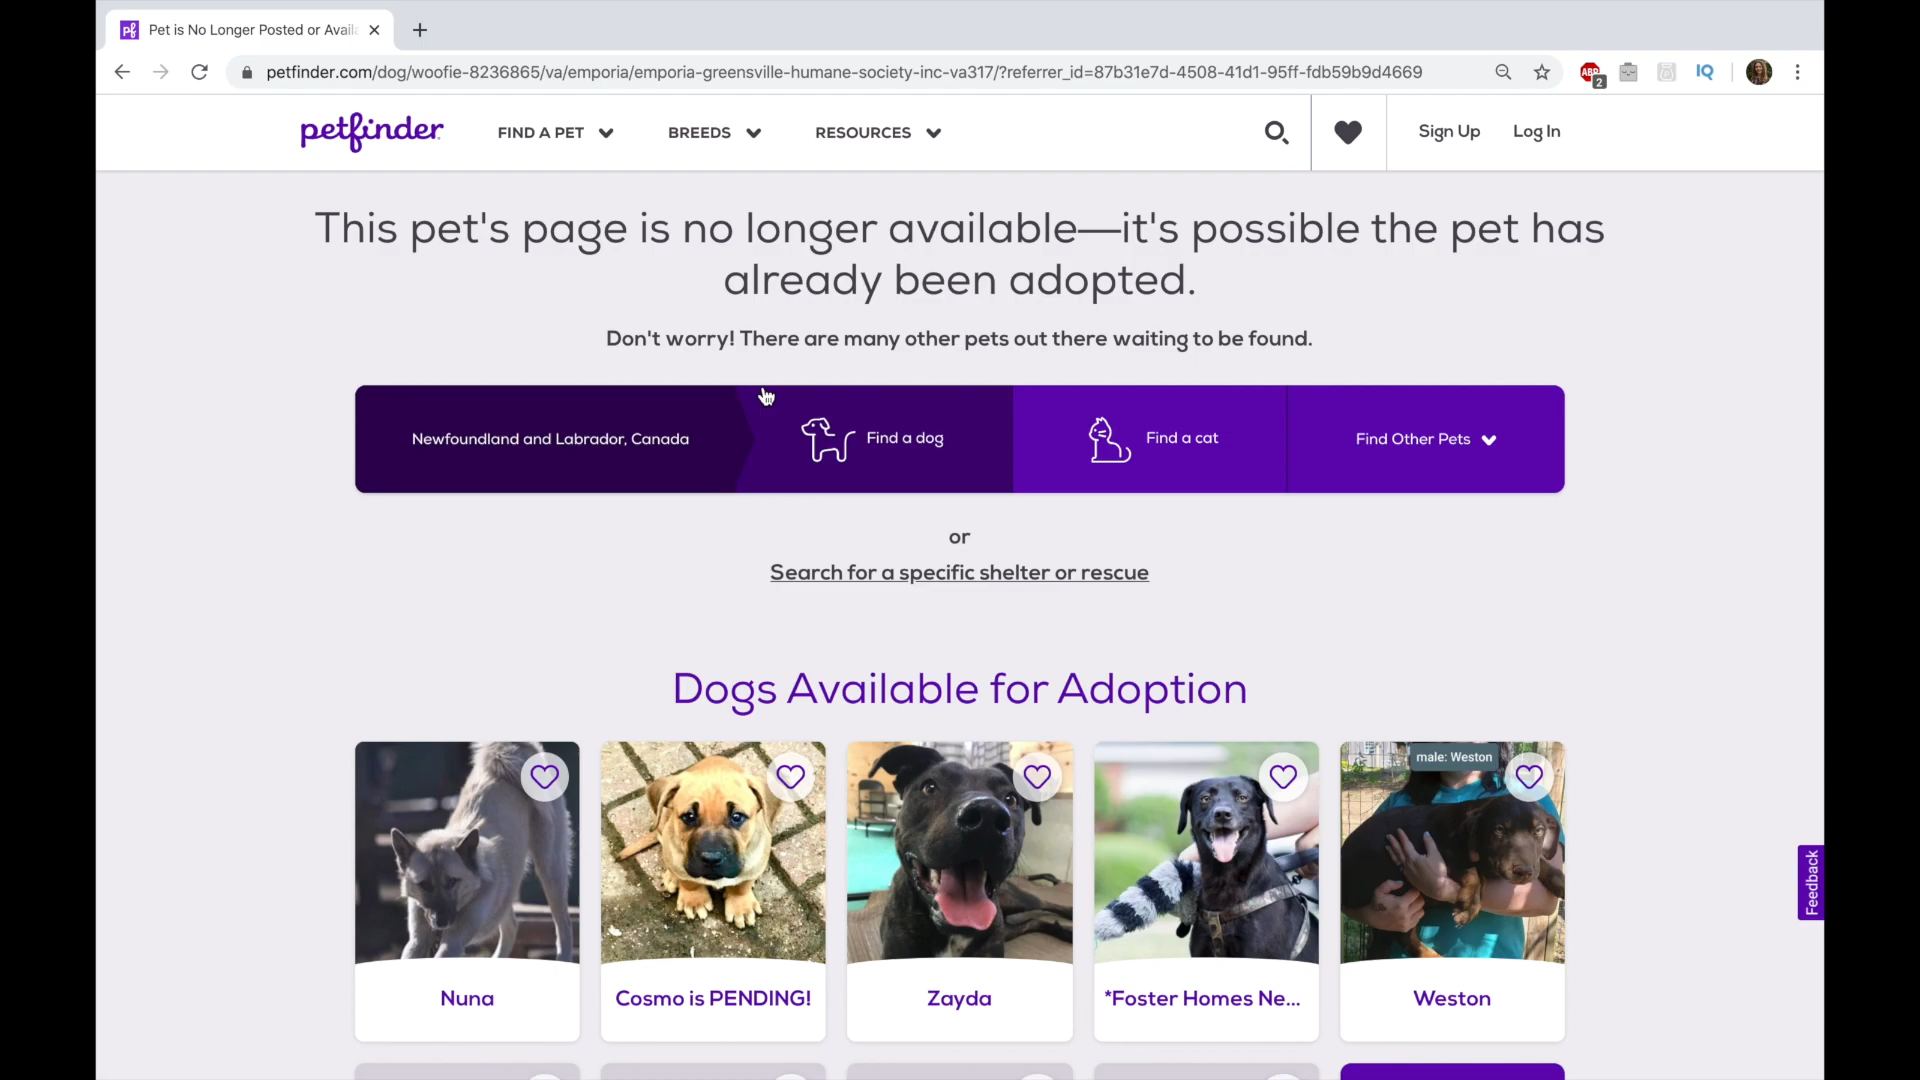 Pet is No Longer Posted or Availa
petfinder.com/dog/woofie-8236865/va/emporia/emporia-greensville-humane-society-inc-va317/?referrer_id=87b31e7d-4508-41d1-95ff-fdb59b9d4669
ABP
2
IQ
petfinder
FIND A PET
BREEDS
RESOURCES
Sign Up
Log In
This pet's page is no longer available—it's possible the pet has
already been adopted.
Don't worry! There are many other pets out there waiting to be found.
Newfoundland and Labrador, Canada
Find a dog
Find a cat
Find Other Pets
or
Search for a specific shelter or rescue
Dogs Available for Adoption
male: Weston
Feedback
Nuna
Cosmo is PENDING!
Zayda
*Foster Homes Ne...
Weston